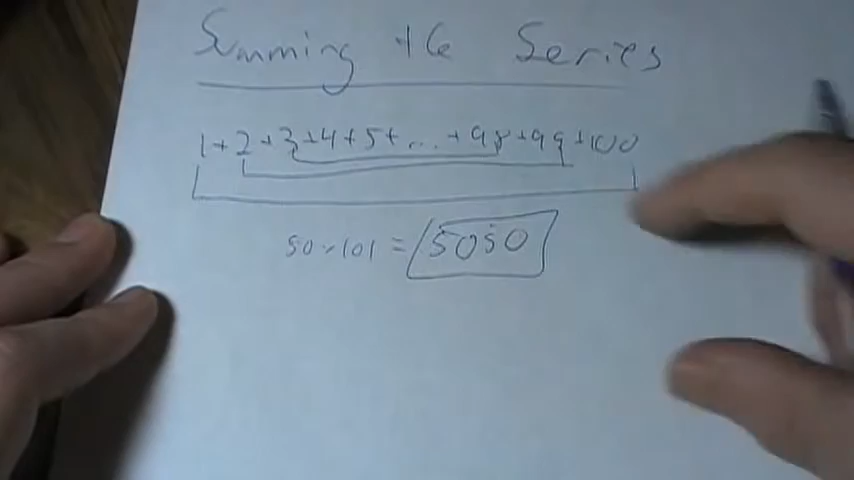 Summing the Series
1+2+3+4+5+...+98+99+100
50×101 = 5050